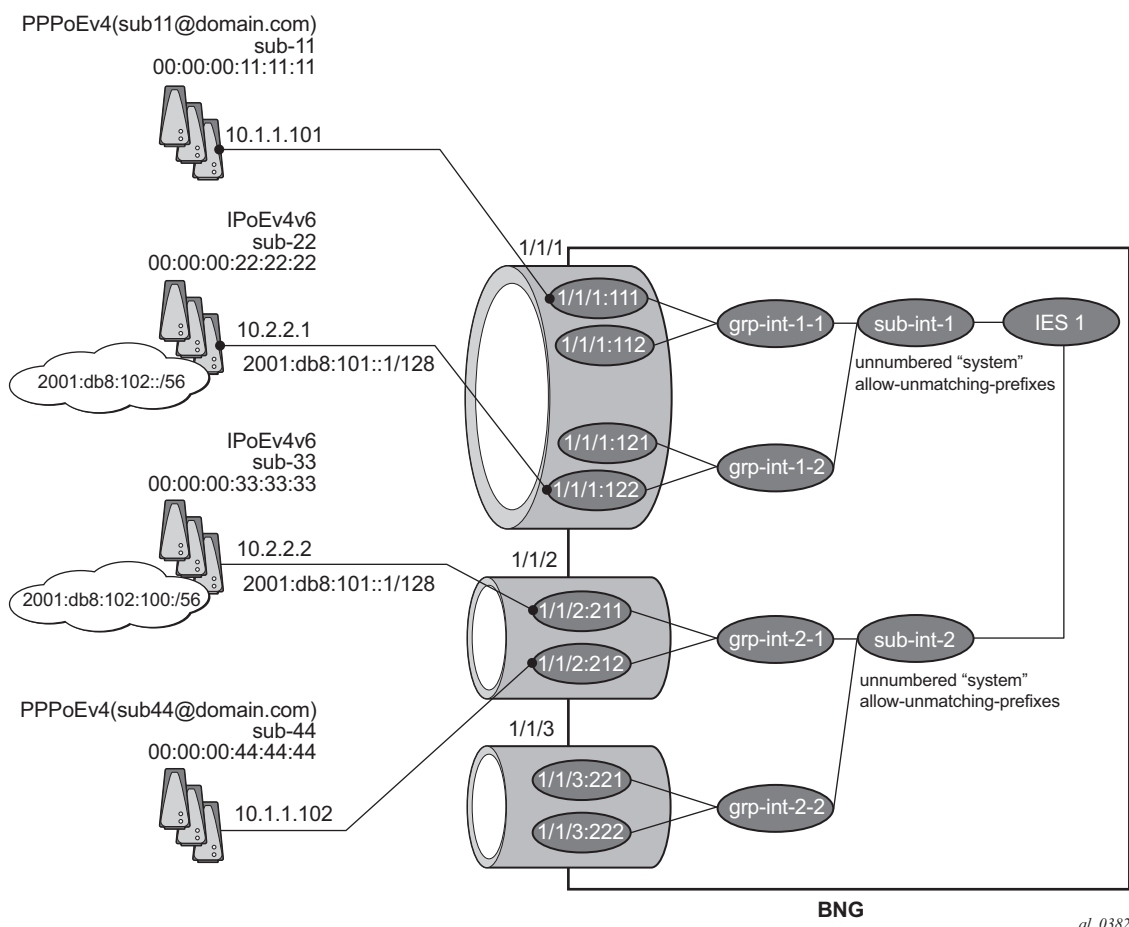 PPPoEv4(sub11@domain.com)
sub-11
00:00:00:11:11:11
10.1.1.101
IPoEv4v6
sub-22
00:00:00:22:22:22
10.2.2.1
2001:db8:101::1/128
2001:db8:102::/56
IPoEv4v6
sub-33
00:00:00:33:33:33
10.2.2.2
2001:db8:101::1/128
2001:db8:102:100:/56
PPPoEv4(sub44@domain.com)
sub-44
00:00:00:44:44:44
10.1.1.102
1/1/1
1/1/1:111
1/1/1:112
1/1/1:121
1/1/1:122
1/1/2
1/1/2:211
1/1/2:212
1/1/3
1/1/3:221
1/1/3:222
grp-int-1-1
grp-int-1-2
grp-int-2-1
grp-int-2-2
sub-int-1
unnumbered “system”
allow-unmatching-prefixes
IES 1
sub-int-2
unnumbered “system”
allow-unmatching-prefixes
BNG
al_0382